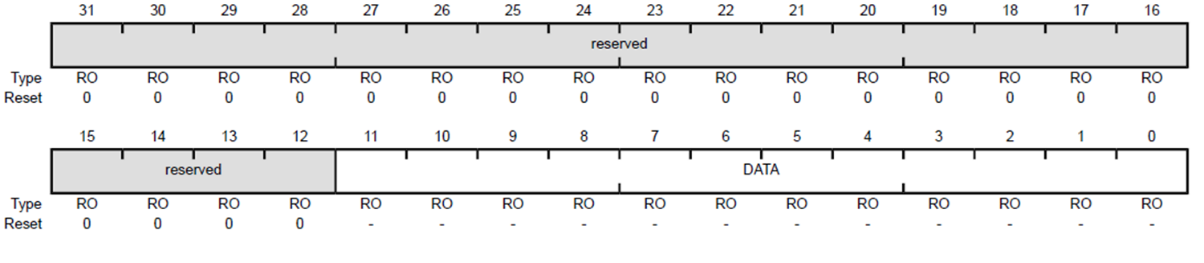 31 30 29 28 27 26 25 24 23 22 21 20 19 18 17 16
reserved
Type RO RO RO RO RO RO RO RO RO RO RO RO RO RO RO RO
Reset 0 0 0 0 0 0 0 0 0 0 0 0 0 0 0 0
15 14 13 12 11 10 9 8 7 6 5 4 3 2 1 0
reserved DATA
Type RO RO RO RO RO RO RO RO RO RO RO RO RO RO RO RO
Reset 0 0 0 0 - - - - - - - - - - - -